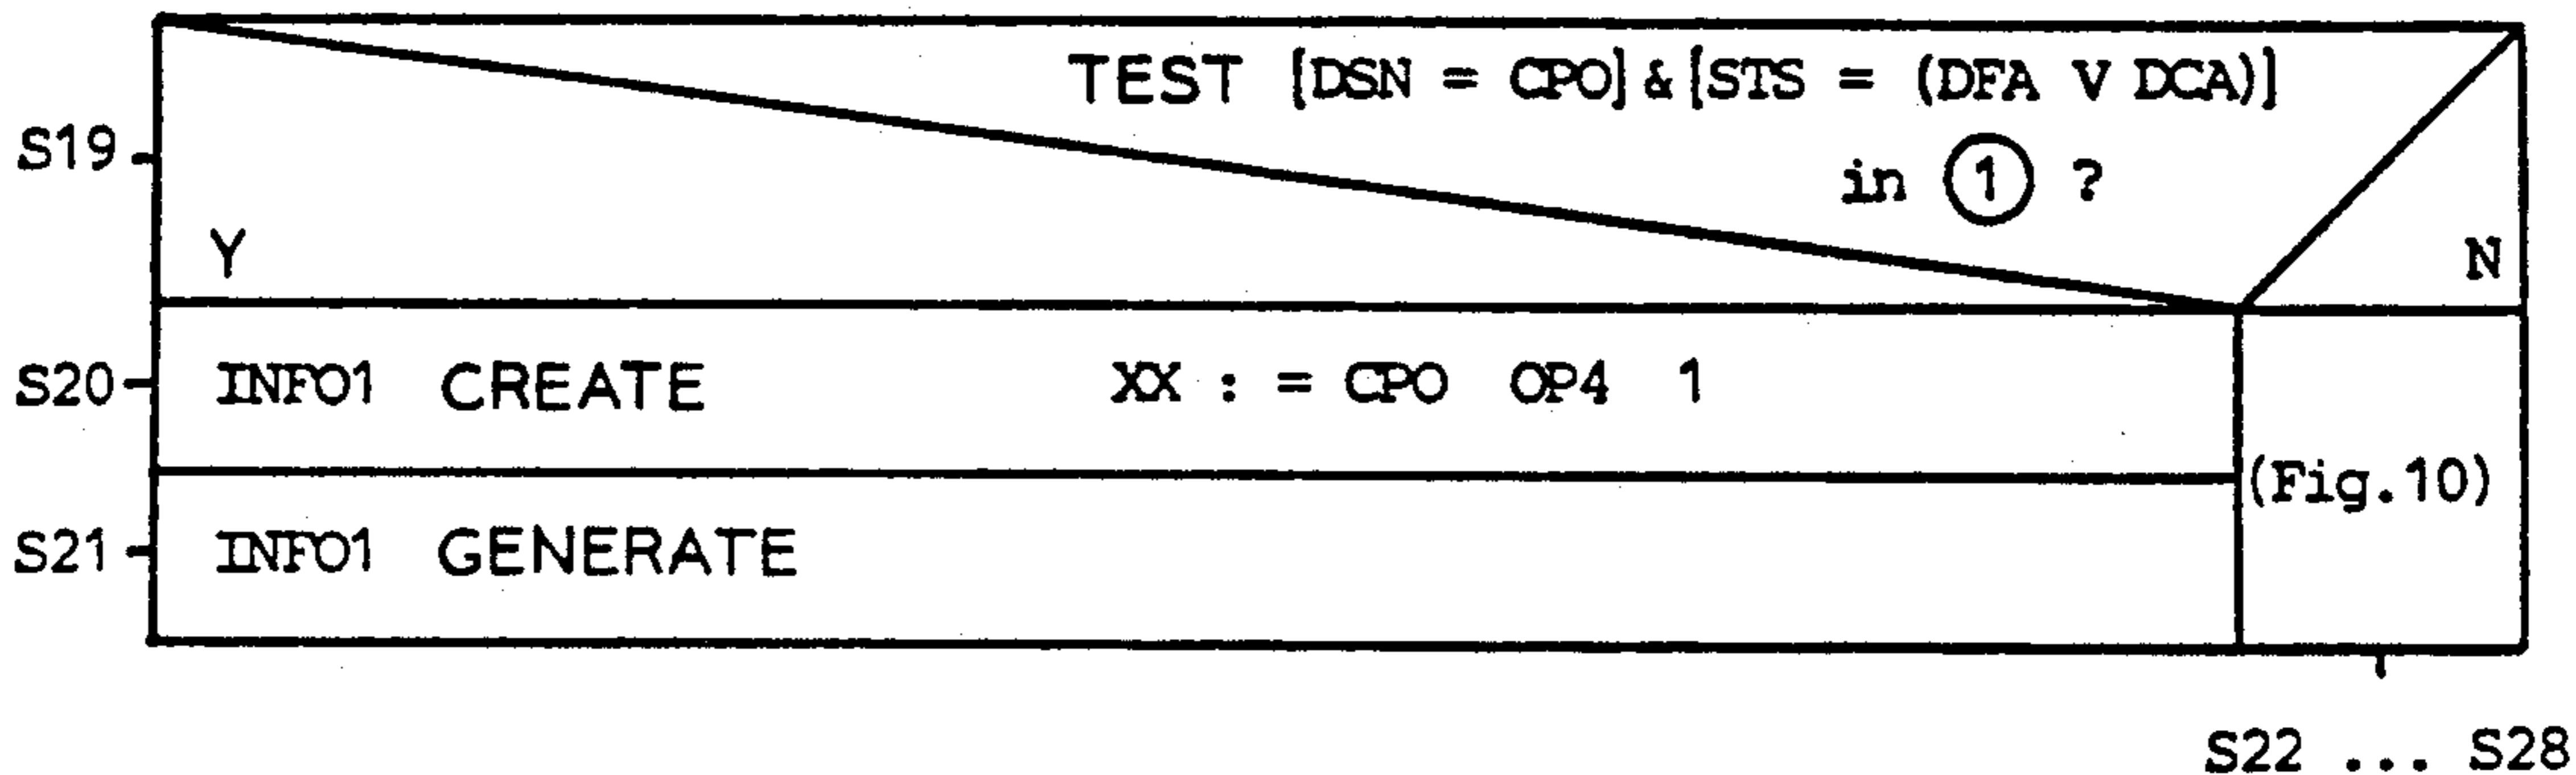 TEST [DSN = CPO] & [STS = (DFA V DCA)]
S19
in 1 ?
Y
N
S20
INFO1 CREATE XX : = CPO OP4 1
(Fig.10)
S21
INFO1 GENERATE
S22 ... S28